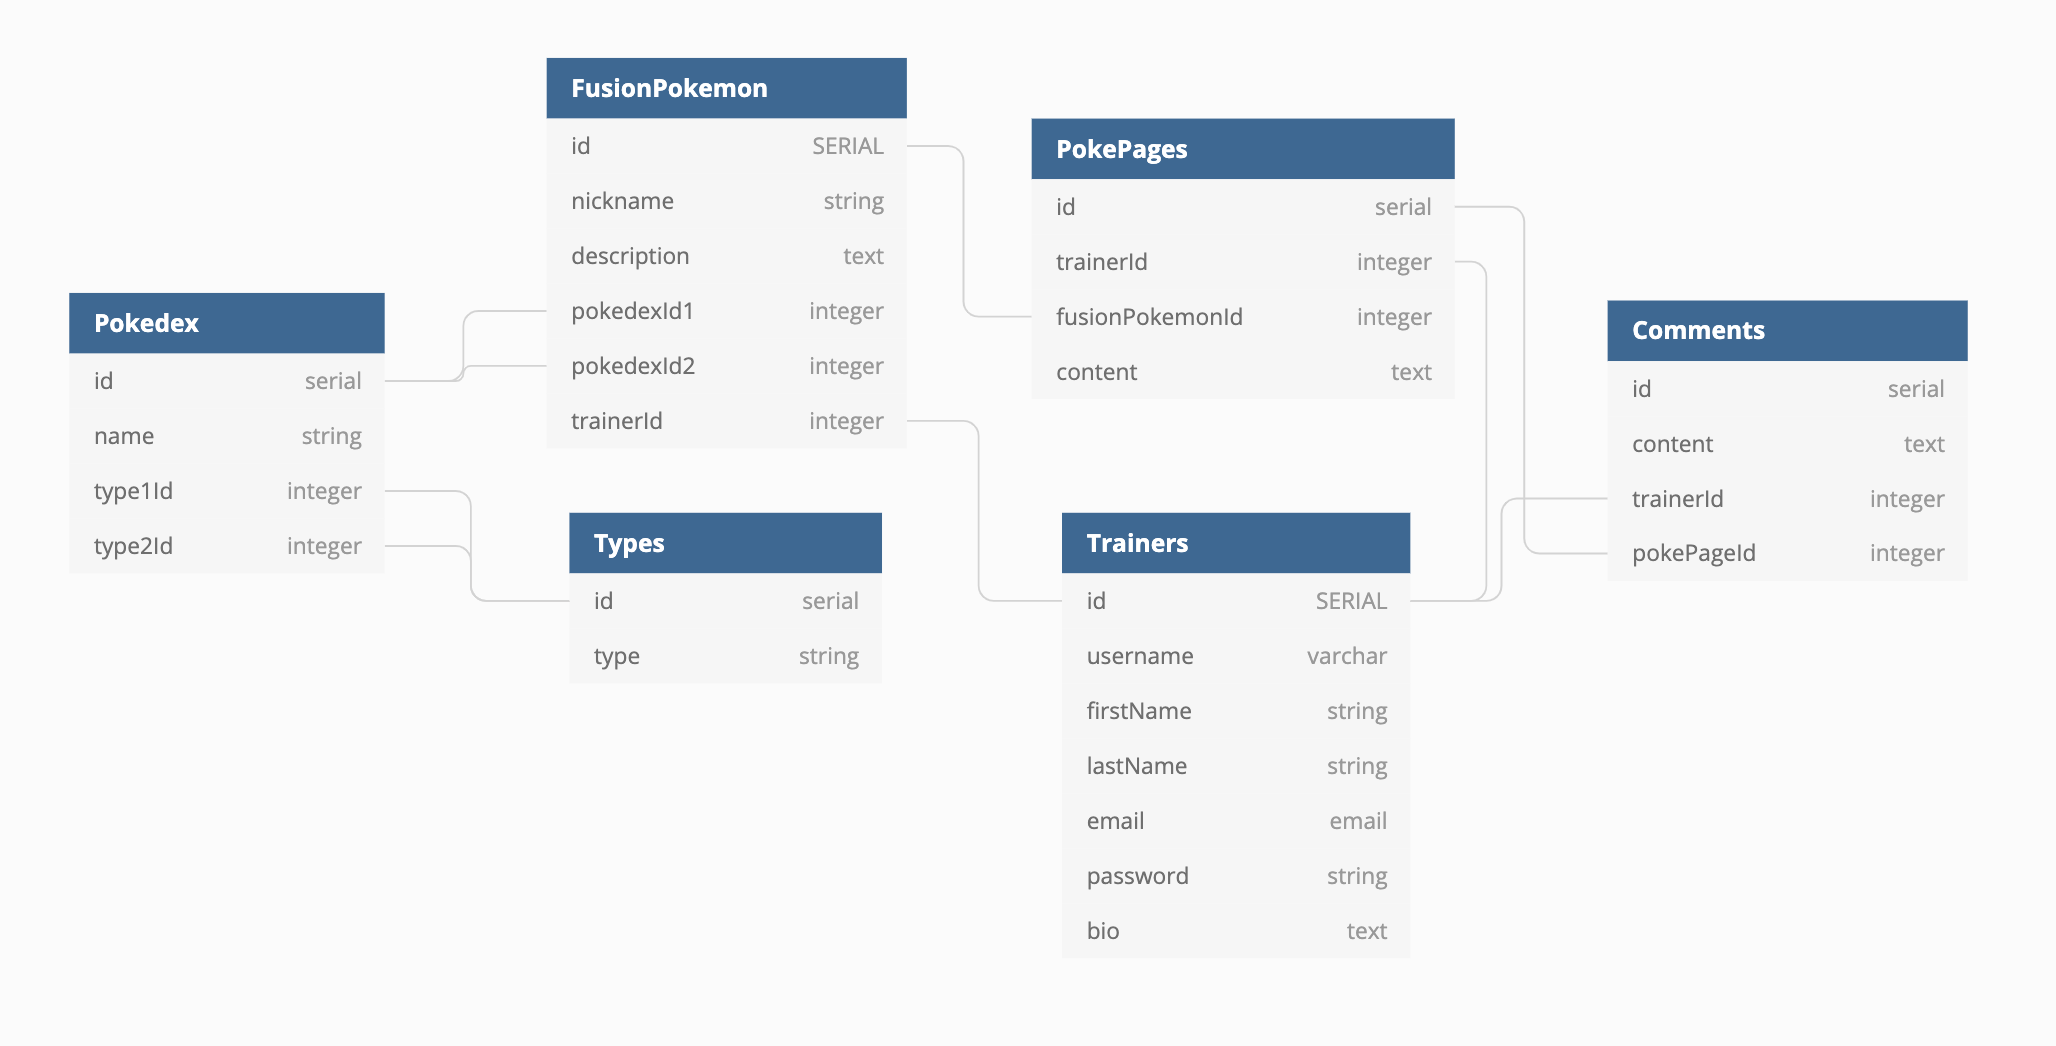 Pokedex
id serial
name string
type1Id integer
type2Id integer
FusionPokemon
id SERIAL
nickname string
description text
pokedexId1 integer
pokedexId2 integer
trainerId integer
Types
id serial
type string
PokePages
id serial
trainerId integer
fusionPokemonId integer
content text
Trainers
id SERIAL
username varchar
firstName string
lastName string
email email
password string
bio text
Comments
id serial
content text
trainerId integer
pokePageId integer